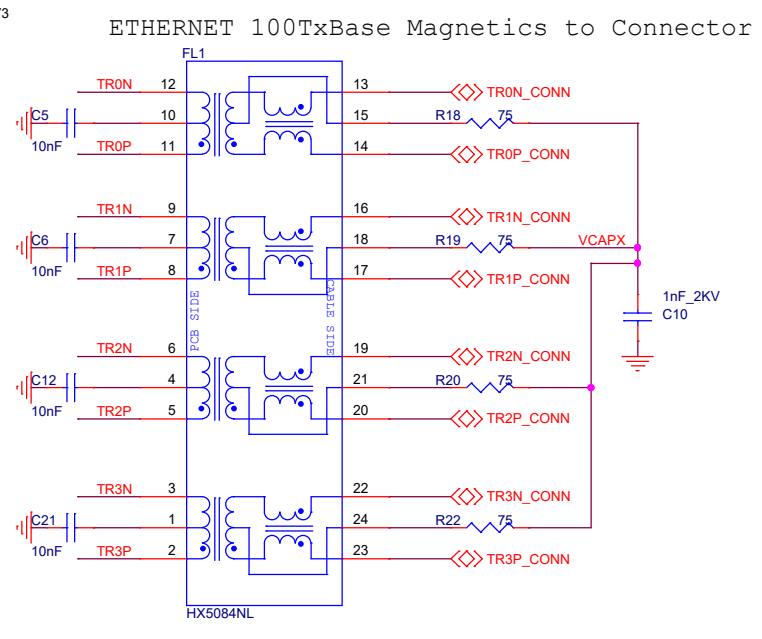 /3
ETHERNET 100TxBase Magnetics to Connector
FL1
TR0N 12 13 TR0N_CONN
C5 10 15 R18 75
10nF TR0P 11 14 TR0P_CONN
TR1N 9 16 TR1N_CONN
C6 7 18 R19 75 VCAPX
10nF TR1P 8 17 TR1P_CONN
PCB SIDE
CABLE SIDE
1nF_2KV
C10
TR2N 6 19 TR2N_CONN
C12 4 21 R20 75
10nF TR2P 5 20 TR2P_CONN
TR3N 3 22 TR3N_CONN
C21 1 24 R22 75
10nF TR3P 2 23 TR3P_CONN
HX5084NL